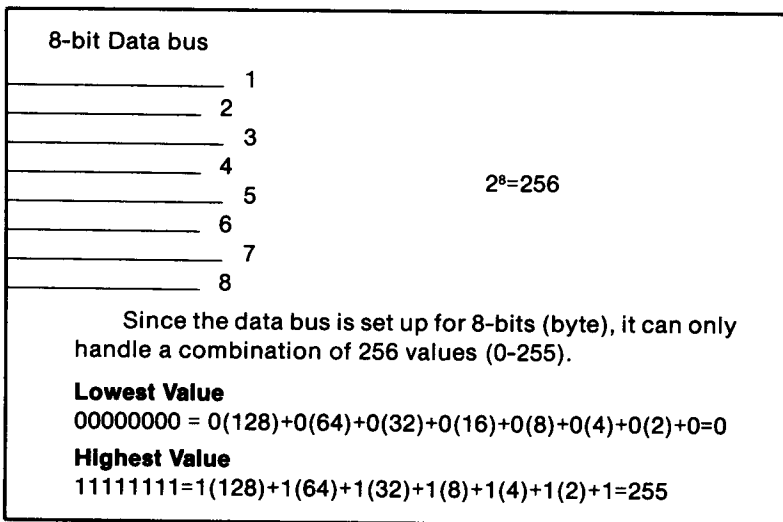 8-bit Data bus
1
2
3
4
2⁸=256
5
6
7
8
Since the data bus is set up for 8-bits (byte), it can only
handle a combination of 256 values (0-255).
Lowest Value
00000000 = 0(128)+0(64)+0(32)+0(16)+0(8)+0(4)+0(2)+0=0
Highest Value
11111111=1(128)+1(64)+1(32)+1(8)+1(4)+1(2)+1=255